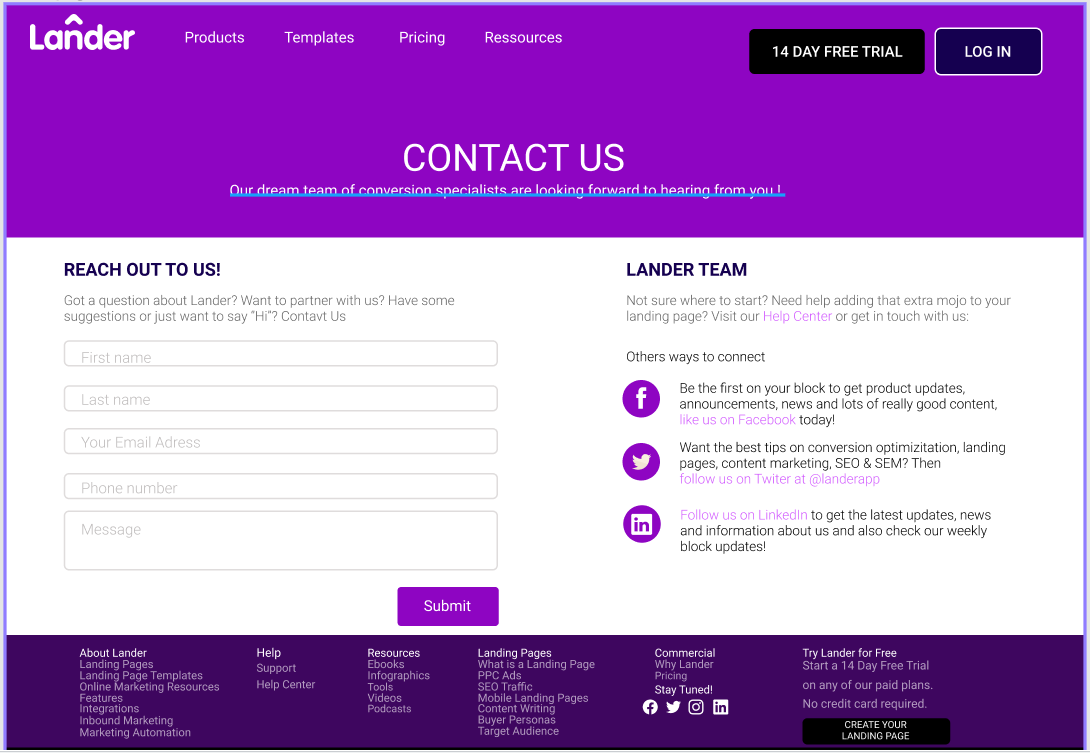 Lander
Products
Templates
Pricing
Ressources
14 DAY FREE TRIAL
LOG IN
CONTACT US
Our dream team of conversion specialists are looking forward to hearing from you !
REACH OUT TO US!
Got a question about Lander? Want to partner with us? Have some
suggestions or just want to say “Hi”? Contavt Us
First name
Last name
Your Email Adress
Phone number
Message
Submit
LANDER TEAM
Not sure where to start? Need help adding that extra mojo to your
landing page? Visit our Help Center or get in touch with us:
Others ways to connect
Be the first on your block to get product updates,
announcements, news and lots of really good content,
like us on Facebook today!
Want the best tips on conversion optimizitation, landing
pages, content marketing, SEO & SEM? Then
follow us on Twiter at @landerapp
Follow us on LinkedIn to get the latest updates, news
and information about us and also check our weekly
block updates!
About Lander
Landing Pages
Landing Page Templates
Online Marketing Resources
Features
Integrations
Inbound Marketing
Marketing Automation
Help
Support
Help Center
Resources
Ebooks
Infographics
Tools
Videos
Podcasts
Landing Pages
What is a Landing Page
PPC Ads
SEO Traffic
Mobile Landing Pages
Content Writing
Buyer Personas
Target Audience
Commercial
Why Lander
Pricing
Stay Tuned!
Try Lander for Free
Start a 14 Day Free Trial
on any of our paid plans.
No credit card required.
CREATE YOUR
LANDING PAGE